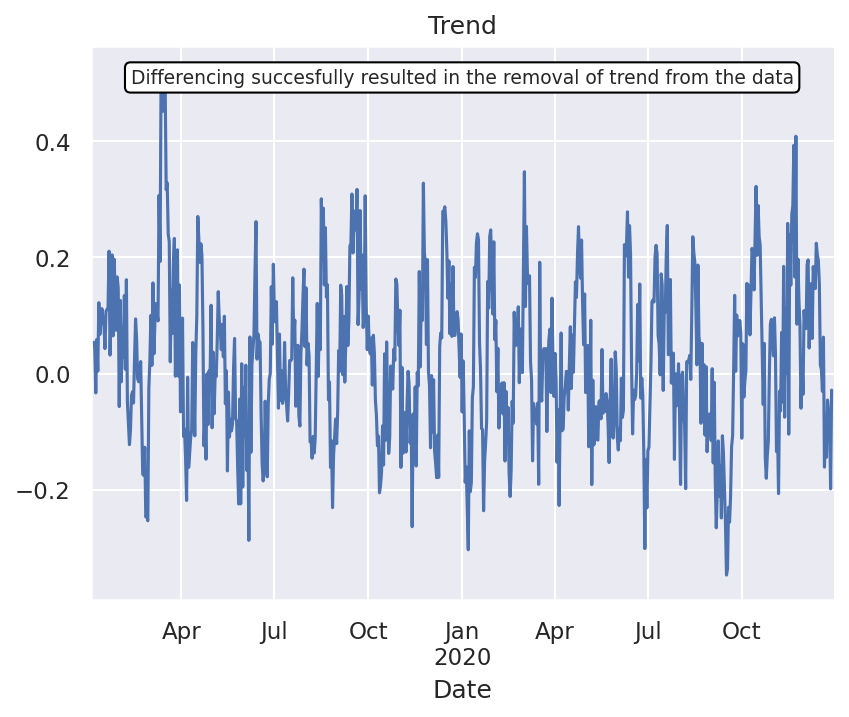 Trend
Differencing succesfully resulted in the removal of trend from the data
0.4
0.2
0.0
−0.2
Apr Jul Oct Jan Apr Jul Oct
2020
Date